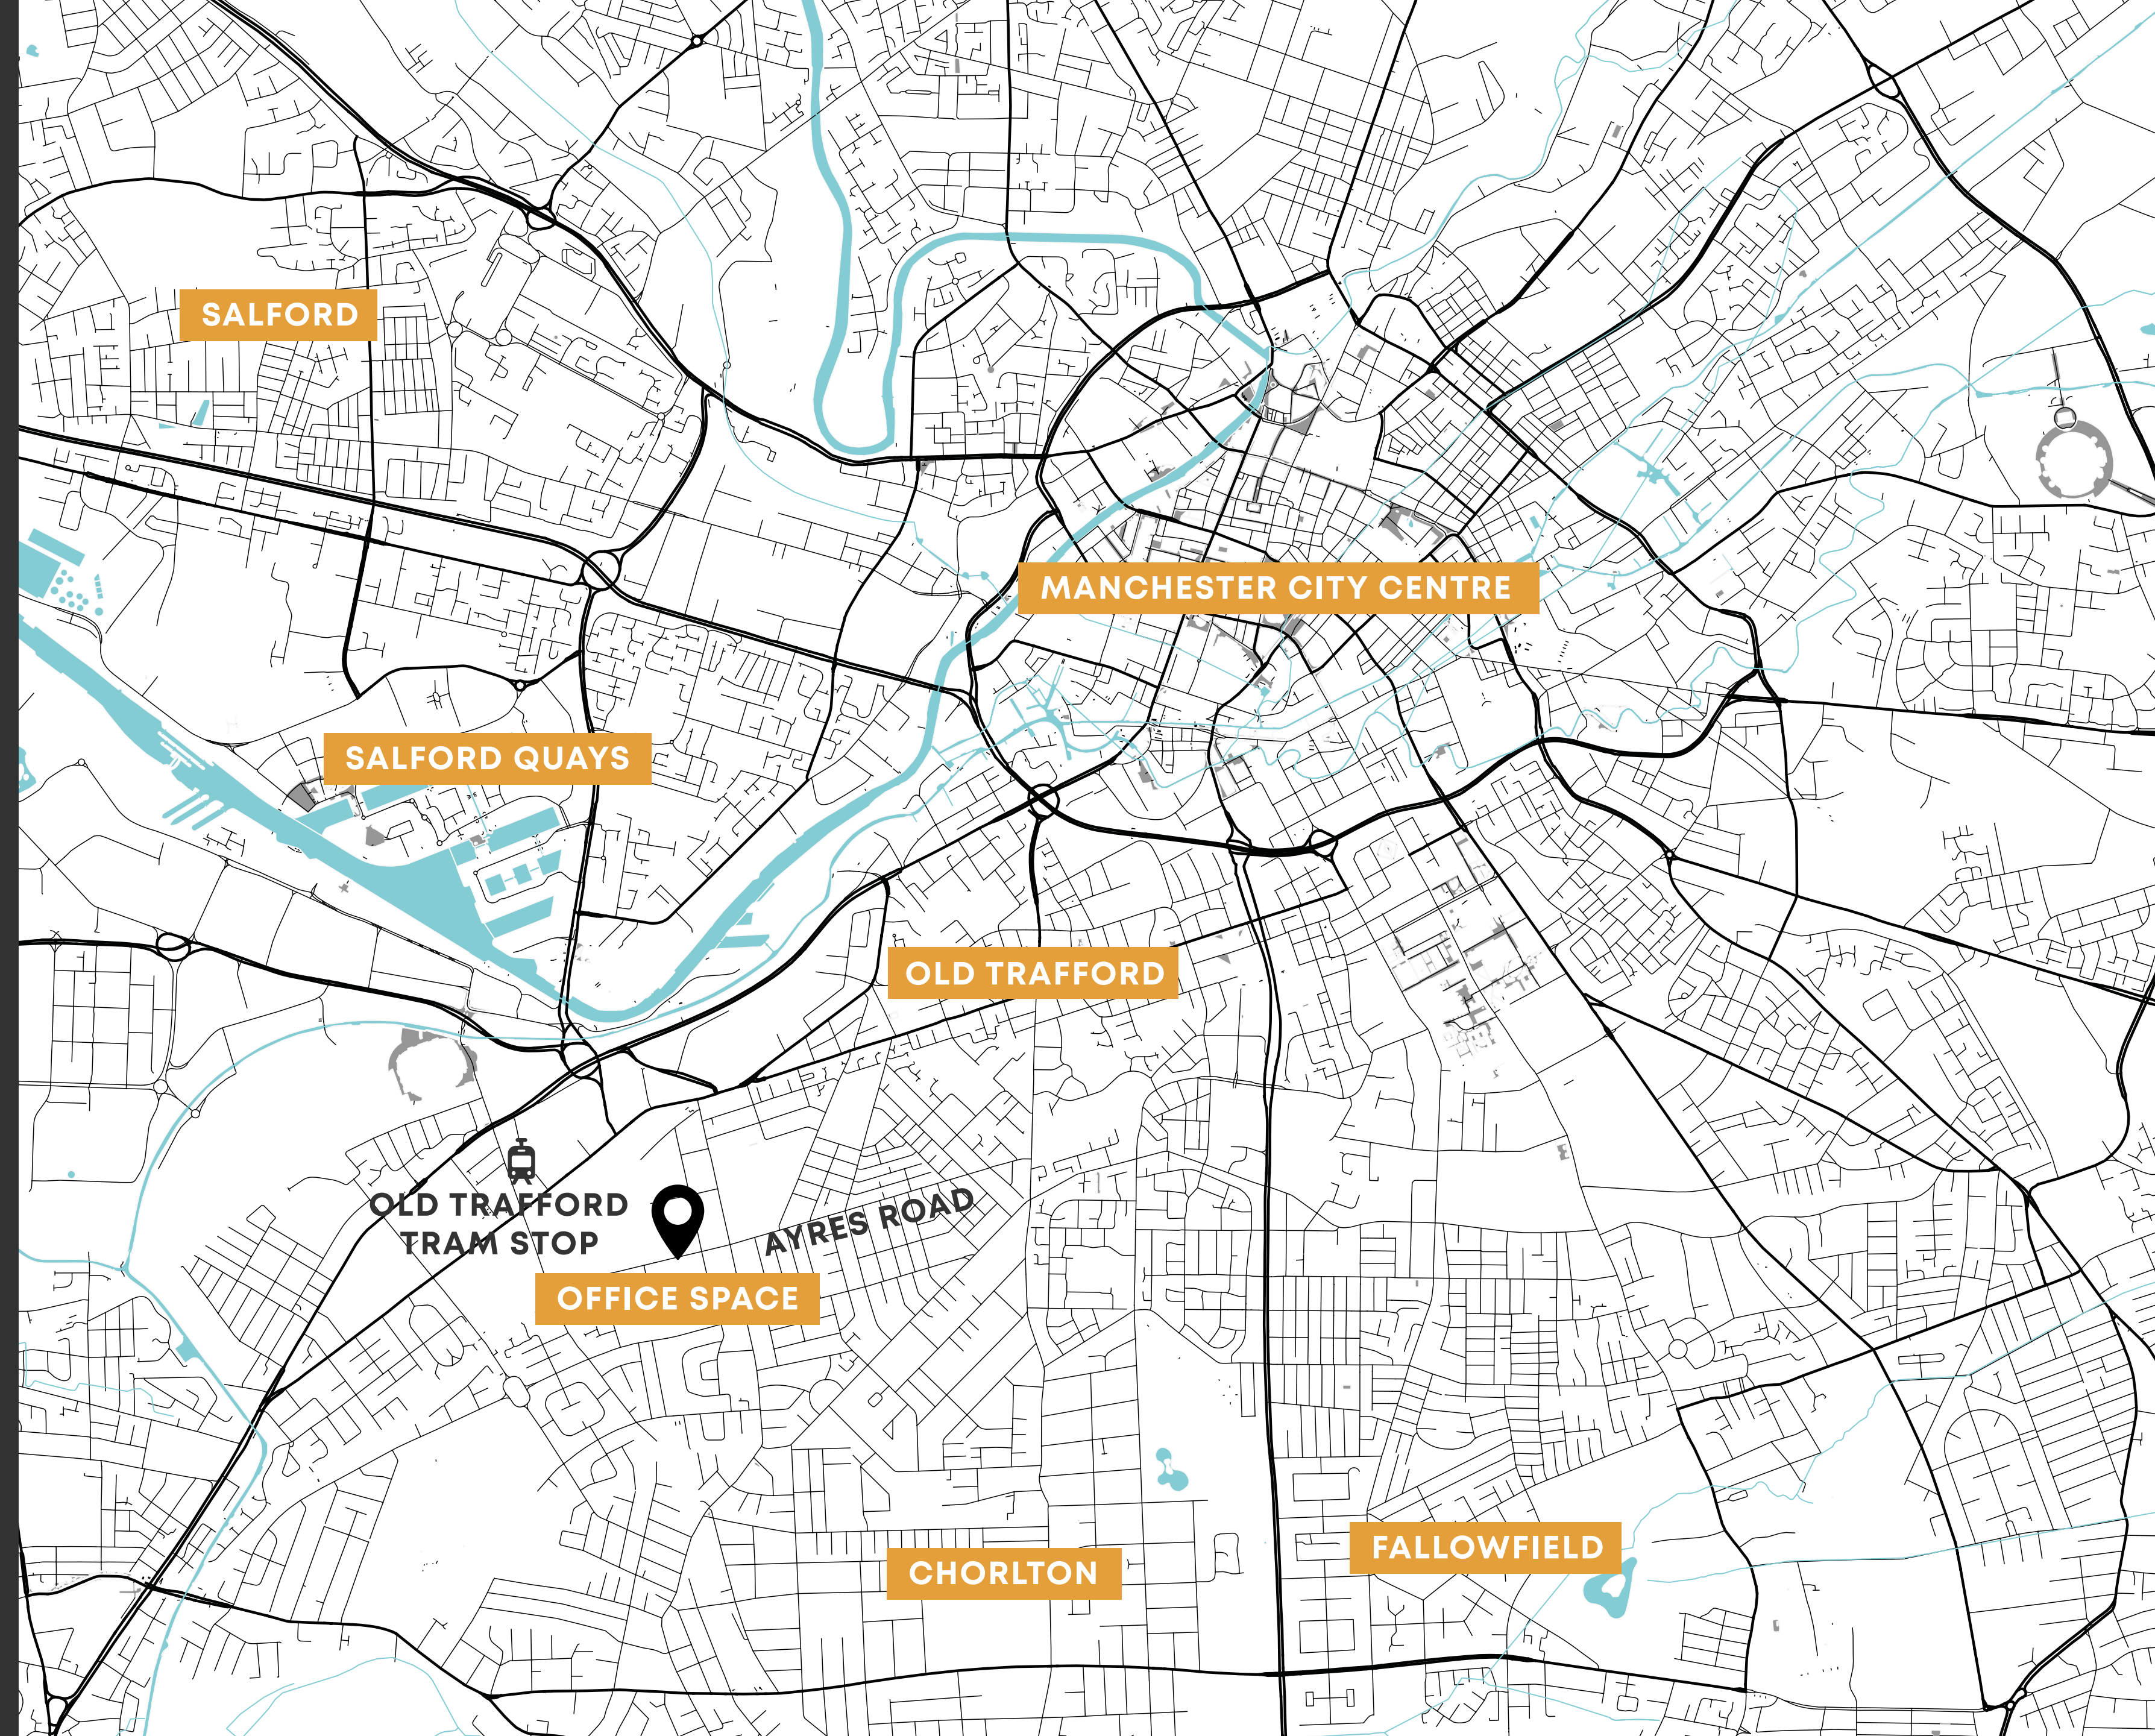 SALFORD
MANCHESTER CITY CENTRE
SALFORD QUAYS
OLD TRAFFORD
OLD TRAFFORD
TRAM STOP
AYRES ROAD
OFFICE SPACE
FALLOWFIELD
CHORLTON